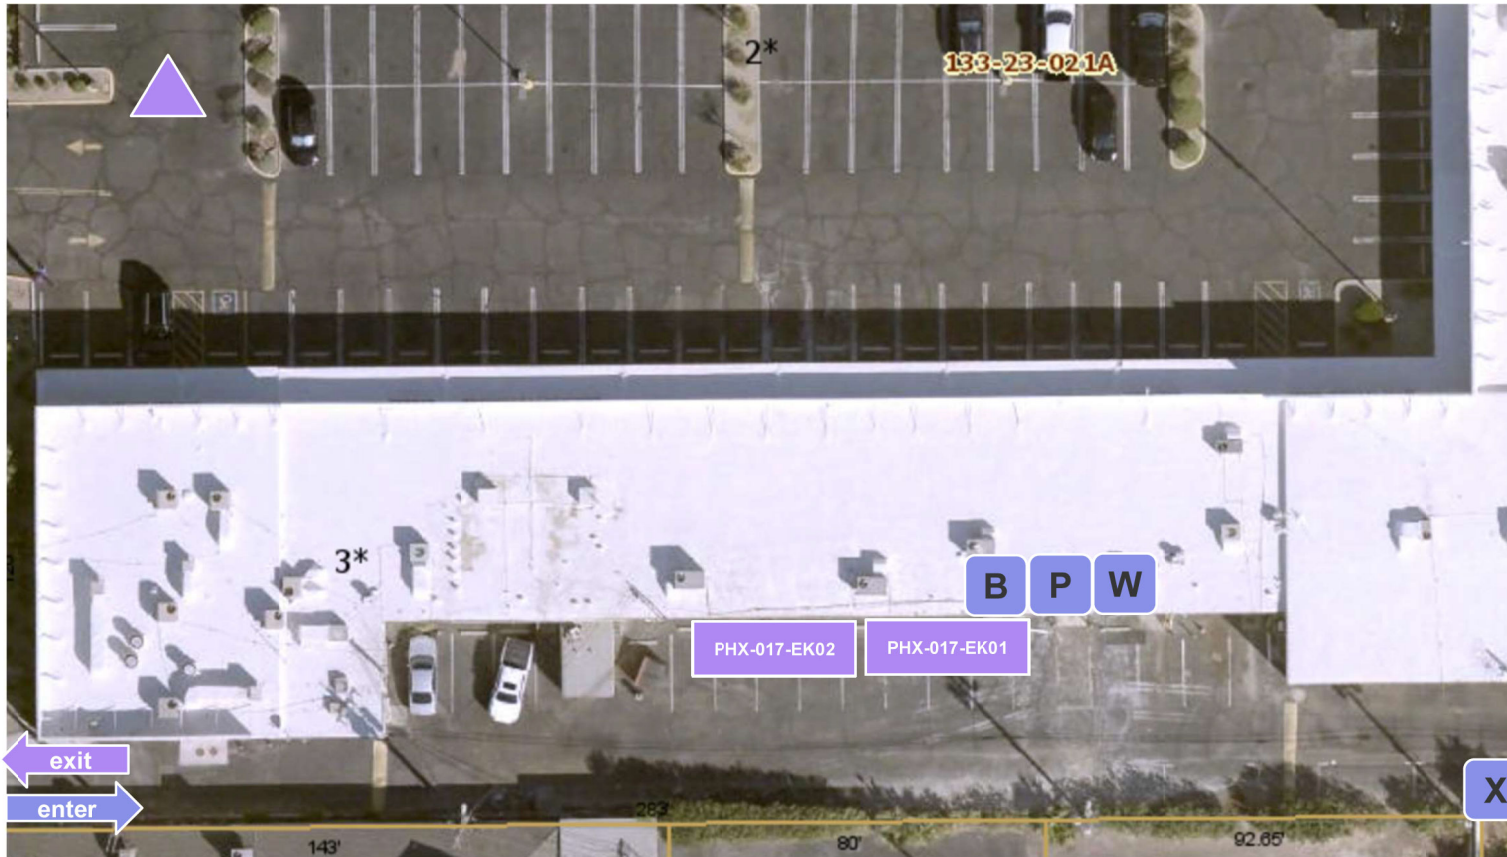 2*
133-23-021A
3*
B P W
PHX-017-EK02
PHX-017-EK01
exit
X
enter
283'
143'
80'
92.65'